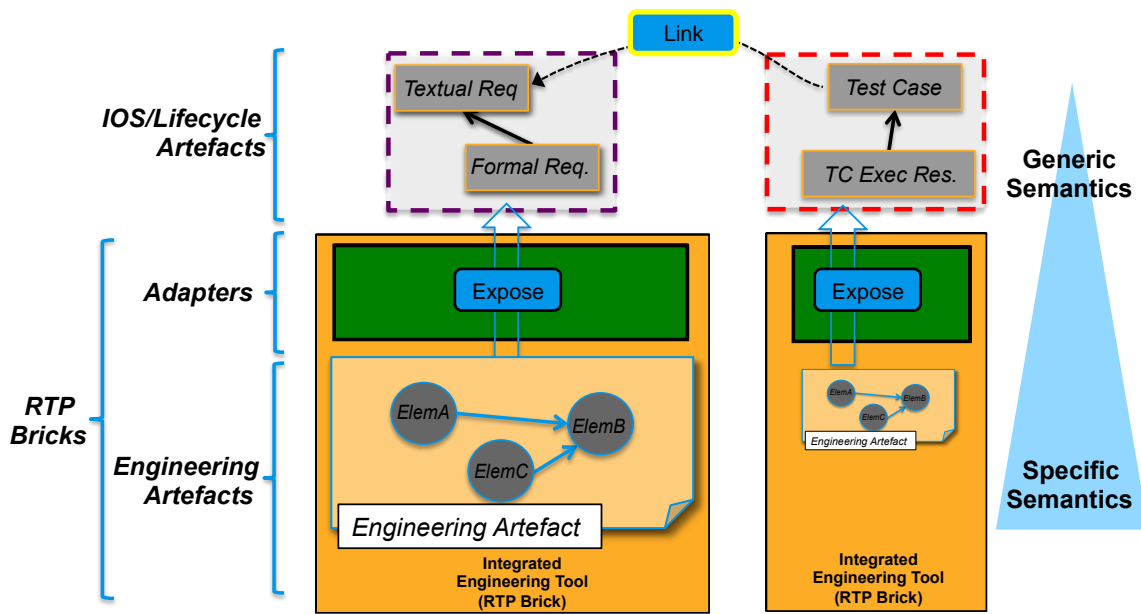 Link
IOS/Lifecycle
Artefacts
Textual Req
Formal Req.
Test Case
TC Exec Res.
Generic
Semantics
Adapters
Expose
Expose
RTP
Bricks
Engineering
Artefacts
ElemA
ElemB
ElemC
Engineering Artefact
ElemA
ElemB
ElemC
Engineering Artefact
Specific
Semantics
Integrated
Engineering Tool
(RTP Brick)
Integrated
Engineering Tool
(RTP Brick)